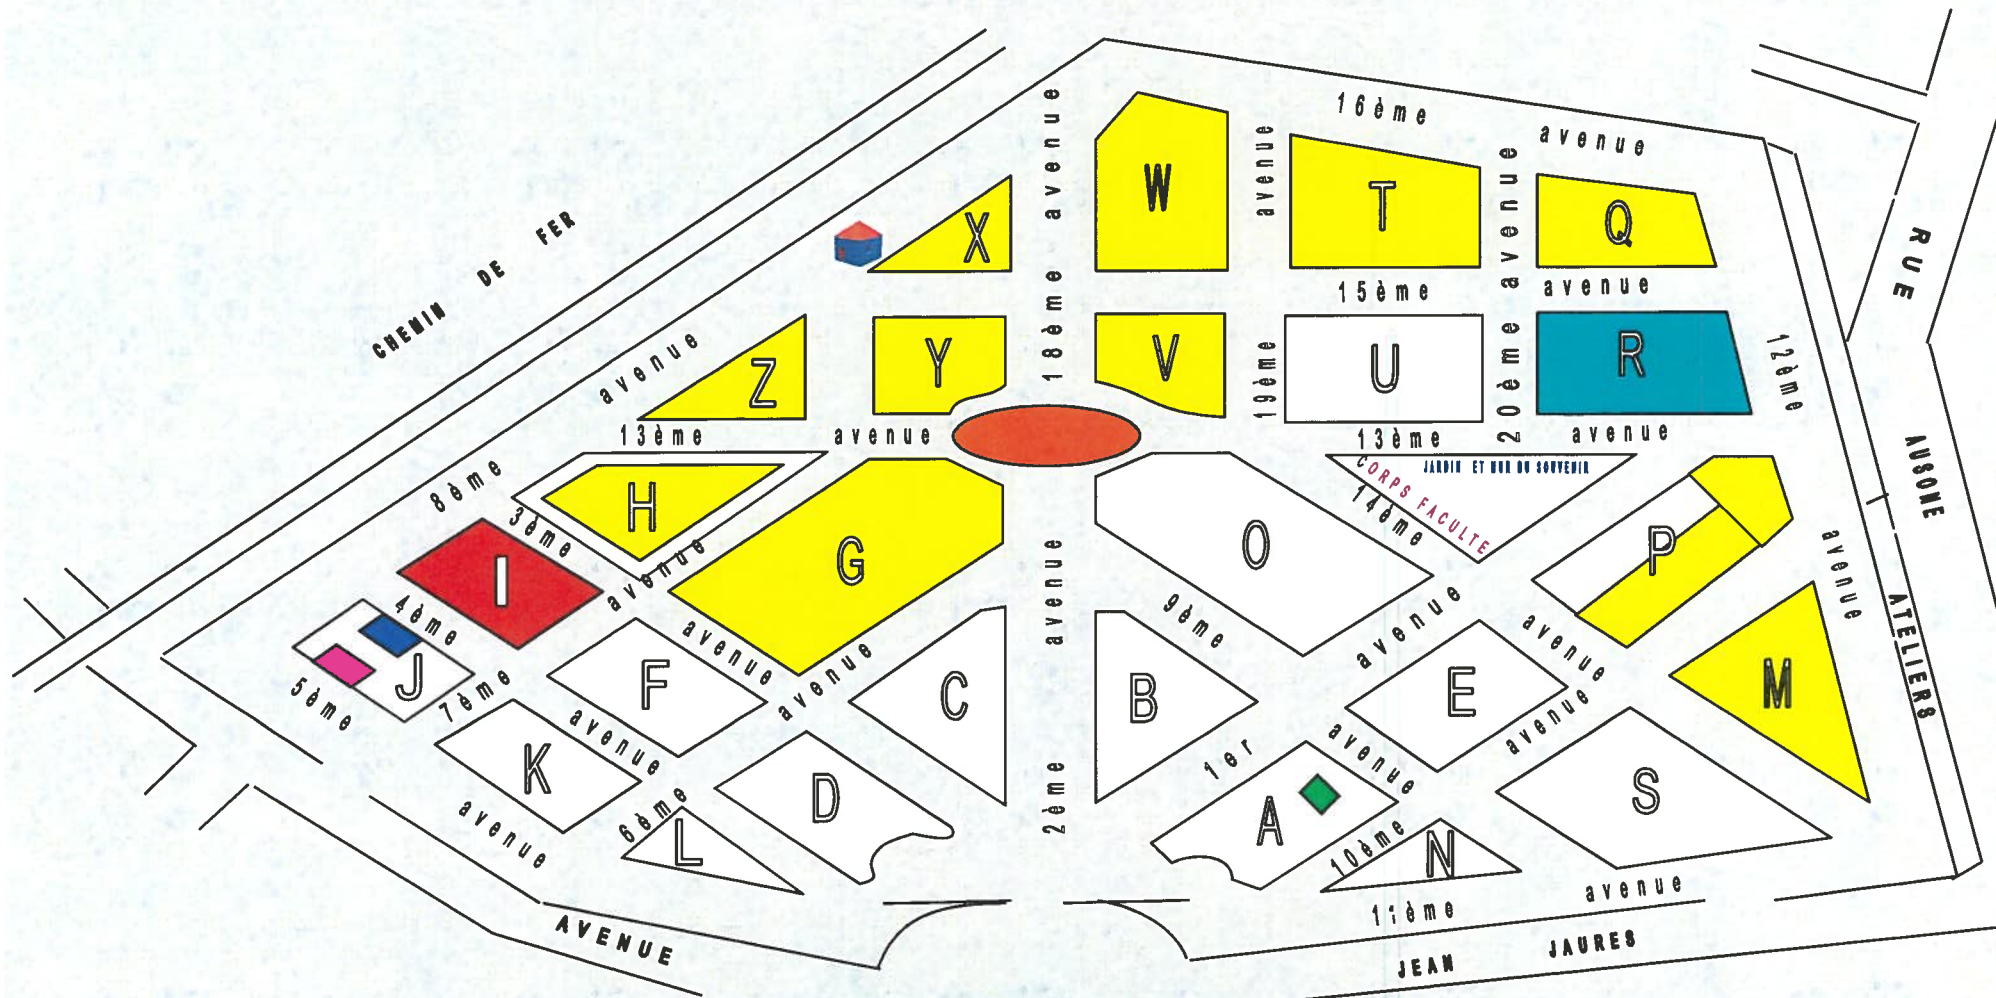 16ème avenue
avenue
avenue
avenue
W
T
Q
X
CHEMIN DE FER
RUE
15ème avenue
18ème
19ème
20ème
12ème
Z
Y
V
U
R
avenue
13ème avenue
13ème avenue
AUSONE
8ème
3ème
H
G
O
CORPS FACULTE
JARDIN ET MUR DU SOUVENIR
14ème
P
avenue
avenue
I
avenue
avenue
9ème
avenue
avenue
ATELIERS
4ème
J
5ème
7ème
F
avenue
avenue
C
B
E
M
K
avenue
1er
avenue
avenue
2ème
D
A
S
avenue
6ème
L
10ème
N
11ème avenue
AVENUE JEAN JAURES